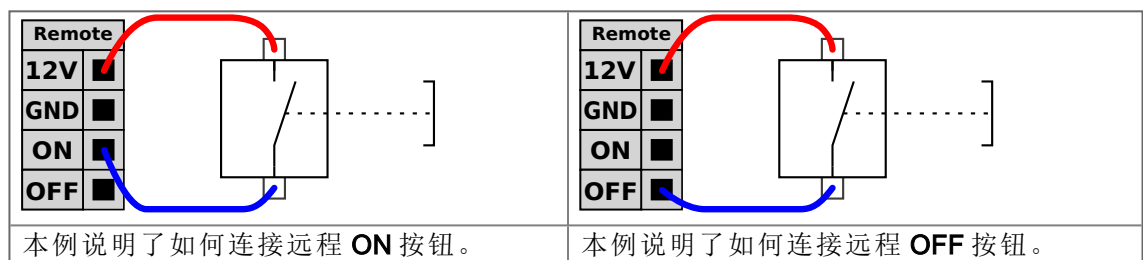 Remote
12V
GND
ON
OFF
Remote
12V
GND
ON
OFF
本例说明了如何连接远程 ON 按钮。
本例说明了如何连接远程 OFF 按钮。